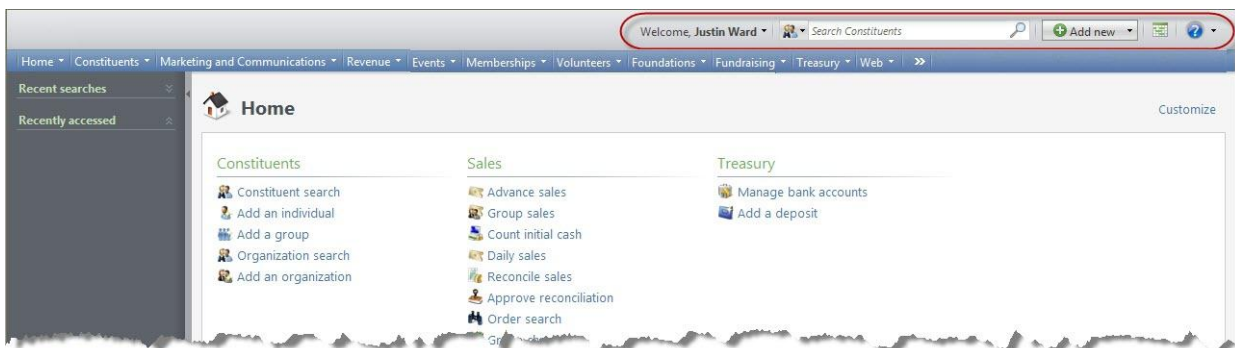 Welcome, Justin Ward Search Constituents Add new
Home Constituents Marketing and Communications Revenue Events Memberships Volunteers Foundations Fundraising Treasury Web »
Recent searches
Recently accessed
Home
Customize
Constituents
Constituent search
Add an individual
Add a group
Organization search
Add an organization
Sales
Advance sales
Group sales
Count initial cash
Daily sales
Reconcile sales
Approve reconciliation
Order search
Treasury
Manage bank accounts
Add a deposit